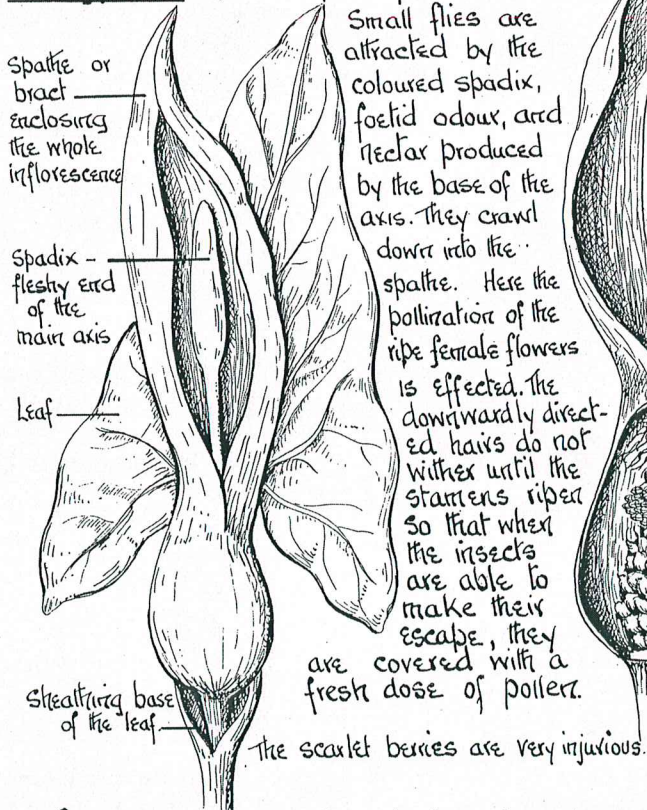 Spathe or
bract
enclosing
the whole
inflorescence
Spadix -
fleshy end
of the
main axis
Leaf
Sheathing base
of the leaf
Small flies are
attracted by the
coloured spadix,
foetid odour, and
nectar produced
by the base of the
axis. They crawl
down into the
spathe. Here the
pollination of the
ripe female flowers
is effected. The
downwardly direct-
ed hairs do not
wither until the
stamens ripen
so that when
the insects
are able to
make their
escape, they
are covered with a
fresh dose of pollen.
The scarlet berries are very injurious.